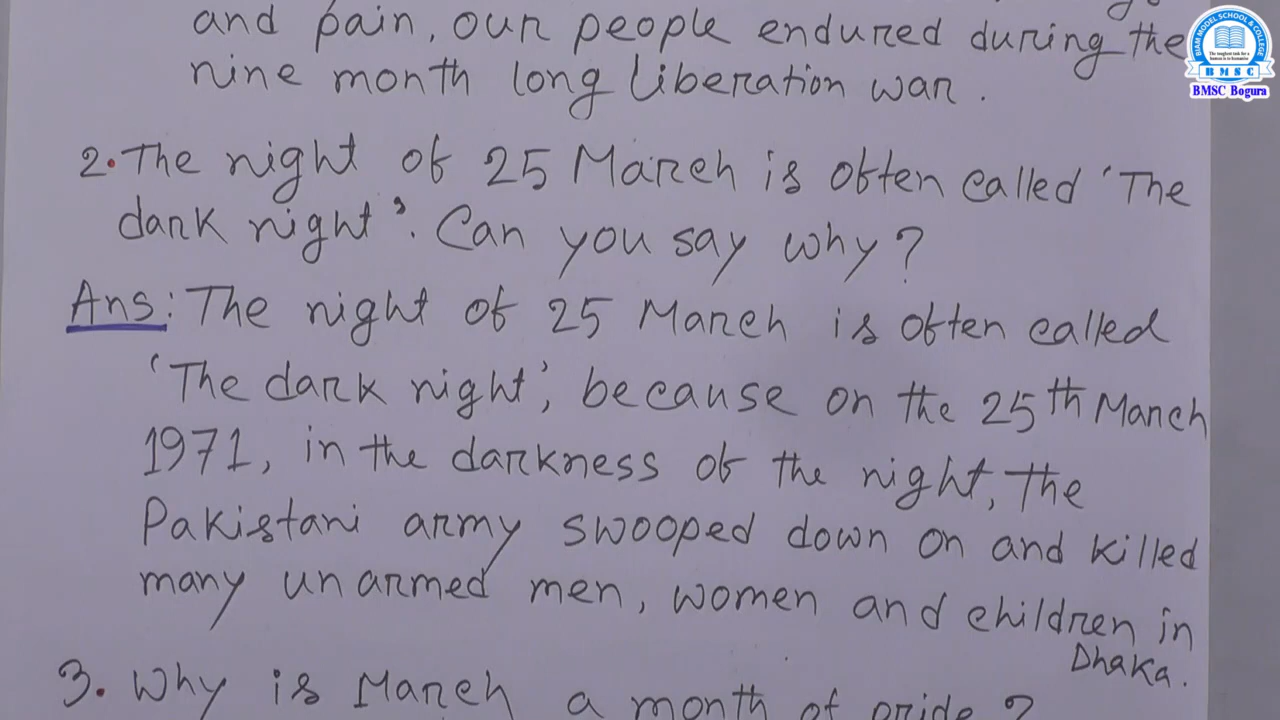 and pain, our people endured during the
nine month long liberation war.
2. The night of 25 March is often called 'The
dark night'. Can you say why?
Ans: The night of 25 March is often called
'The dark night', because on the 25th March
1971, in the darkness of the night, the
Pakistani army swooped down on and killed
many unarmed men, women and children in
Dhaka.
3. Why is March a month of pride?
BIAM MODEL SCHOOL & COLLEGE
BMSC
BMSC Bogura